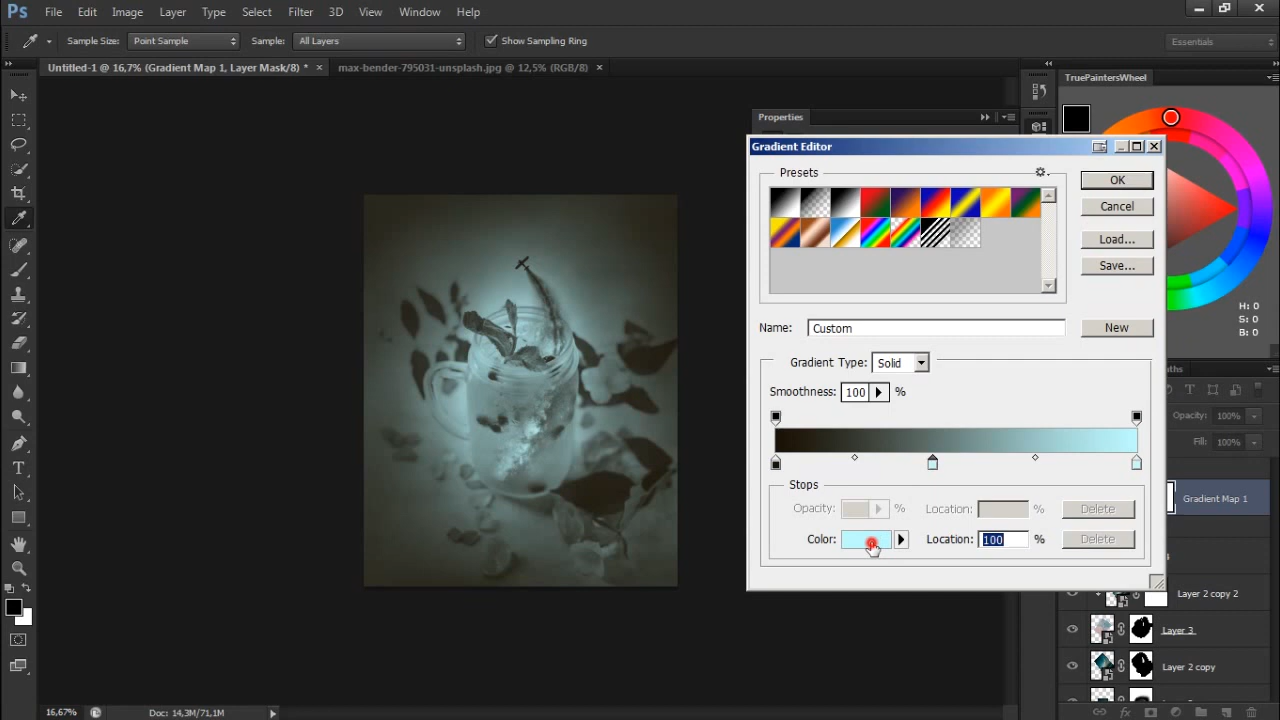 Ps File Edit Image Layer Type Select Filter 3D View Window Help
Sample Size: Point Sample Sample: All Layers Show Sampling Ring Essentials
Untitled-1 @ 16,7% (Gradient Map 1, Layer Mask/8) * × max-bender-795031-unsplash.jpg @ 12,5% (RGB/8) ×
TruePaintersWheel
Properties
Gradient Editor
Presets
OK
Cancel
Load...
Save...
H: 0
S: 0
B: 0
Name: Custom New
Gradient Type: Solid
Smoothness: 100 %
Opacity: 100%
Fill: 100%
Stops
Opacity: % Location: % Delete
Color: Location: 100 % Delete
Gradient Map 1
Layer 2 copy 2
Layer 3
Layer 2 copy
16,67% Doc: 14,3M/71,1M